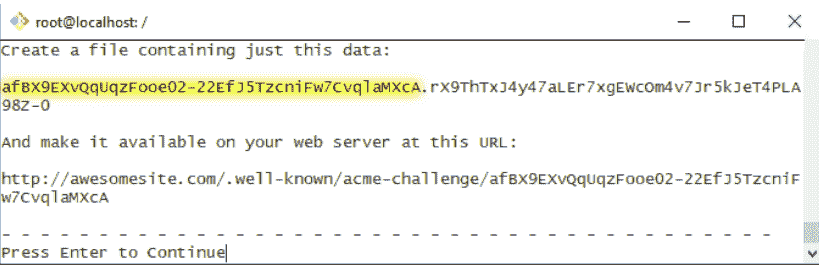 root@localhost: /
Create a file containing just this data:
afBX9EXvQqUqzFooe02-22EfJ5TzcniFw7CvqlaMXcA.rX9ThTxJ4y47aLEr7xgEWcOm4v7Jr5kJeT4PLA
98Z-0
And make it available on your web server at this URL:
http://awesomesite.com/.well-known/acme-challenge/afBX9EXvQqUqzFooe02-22EfJ5TzcniF
w7CvqlaMXcA
- - - - - - - - - - - - - - - - - - - - - - - - - - - - - - - - - - - - - - - -
Press Enter to Continue